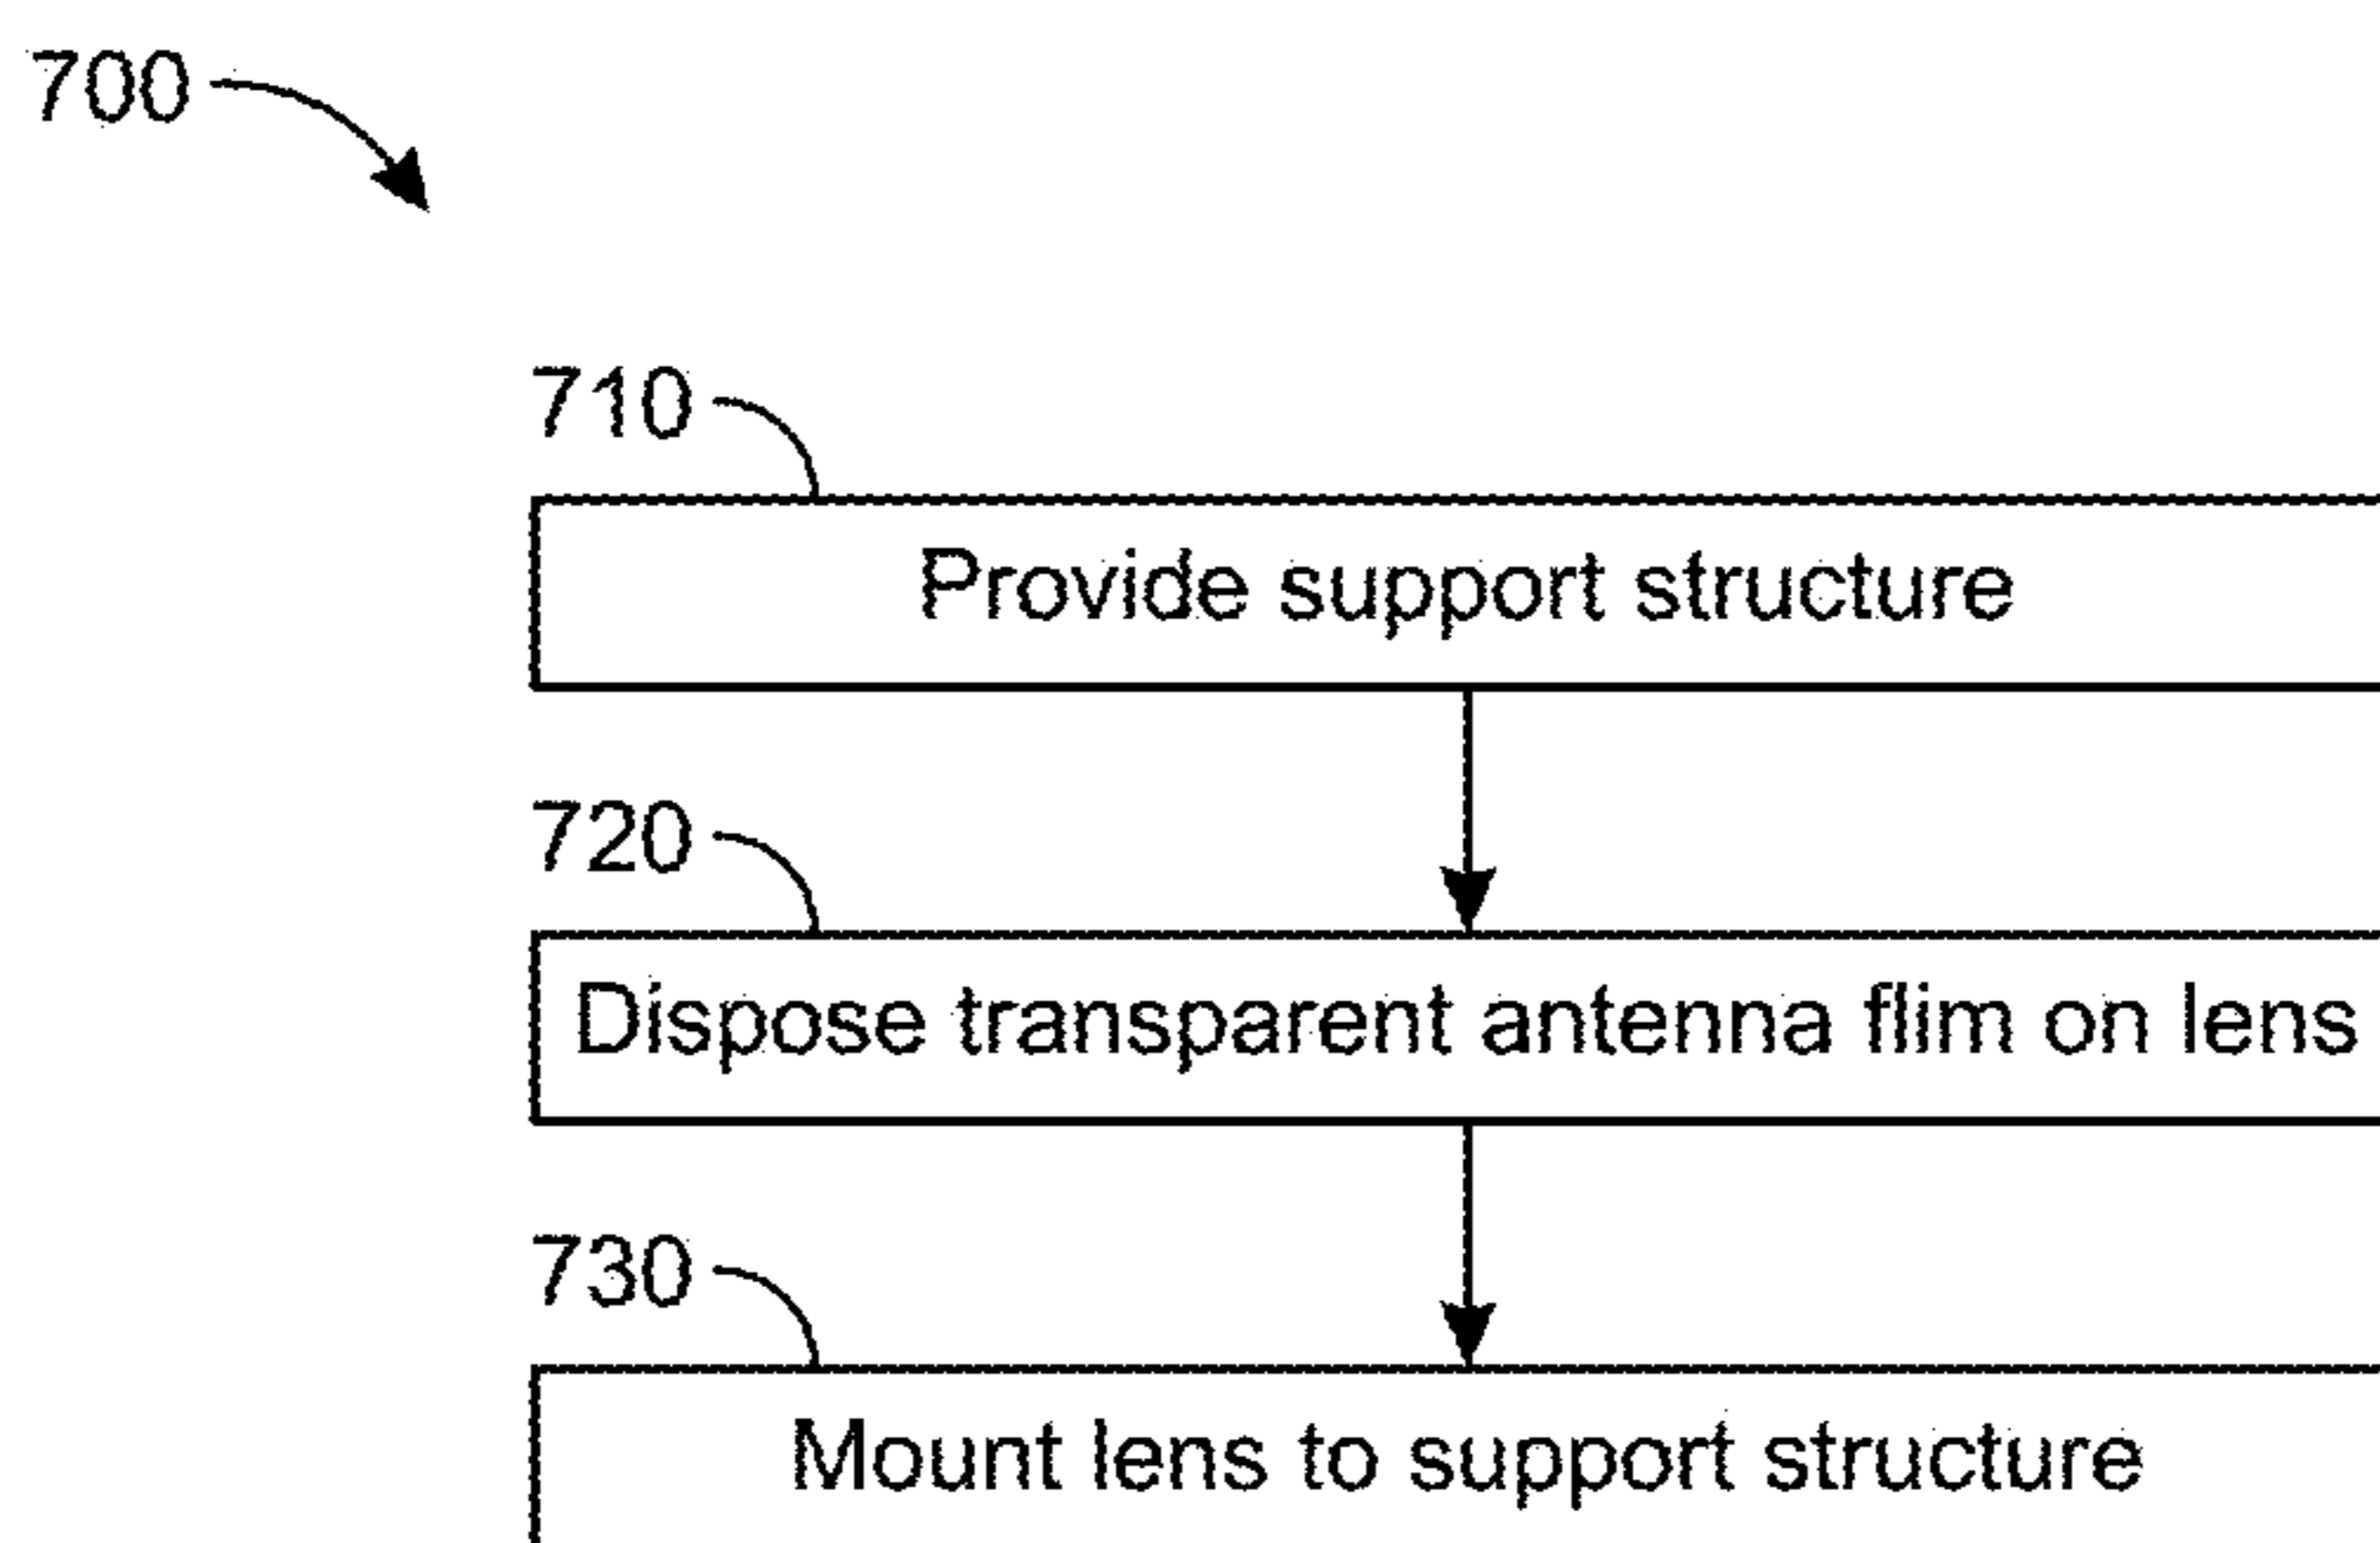 700
710
Provide support structure
720
Dispose transparent antenna flim on lens
730
Mount lens to support structure